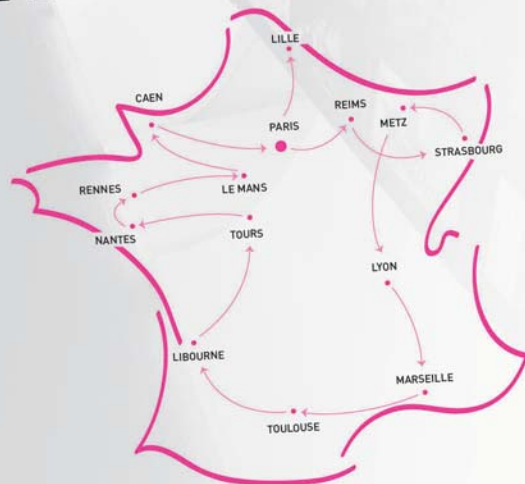 LILLE
CAEN
REIMS
PARIS
METZ
STRASBOURG
RENNES
LE MANS
NANTES
TOURS
LYON
LIBOURNE
MARSEILLE
TOULOUSE